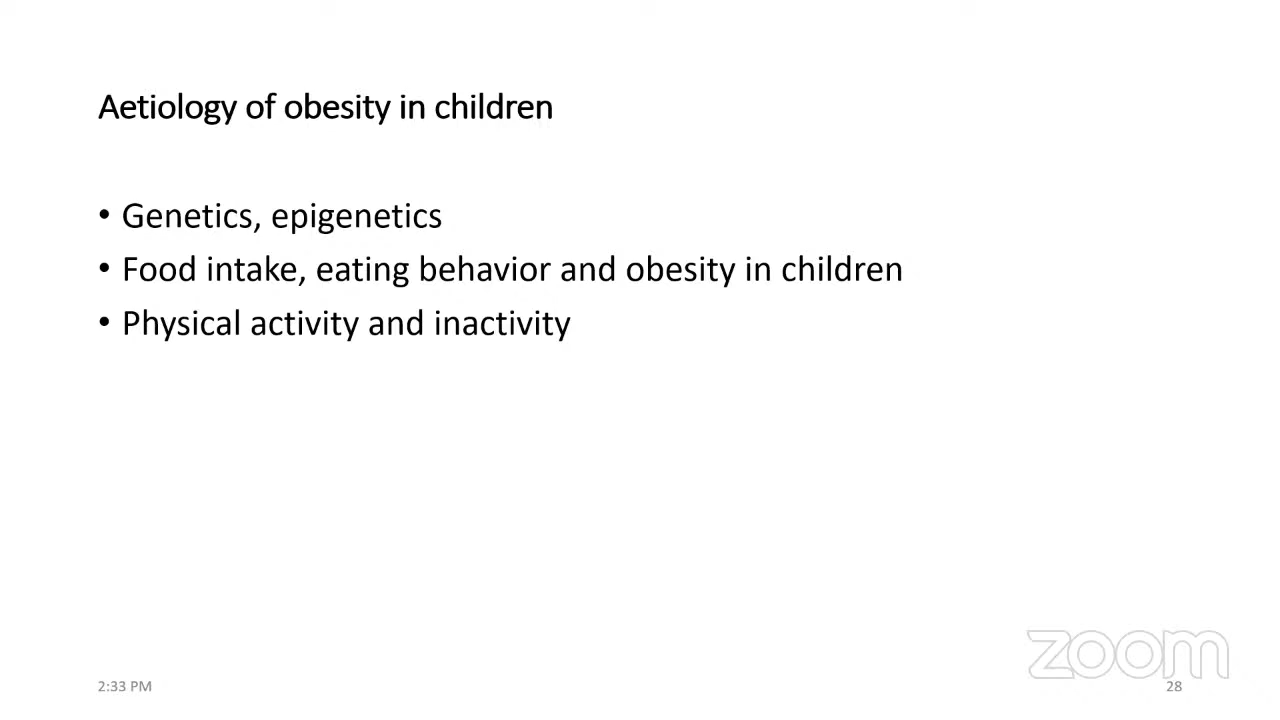 Aetiology of obesity in children
• Genetics, epigenetics
• Food intake, eating behavior and obesity in children
• Physical activity and inactivity
zoom
2:33 PM
28